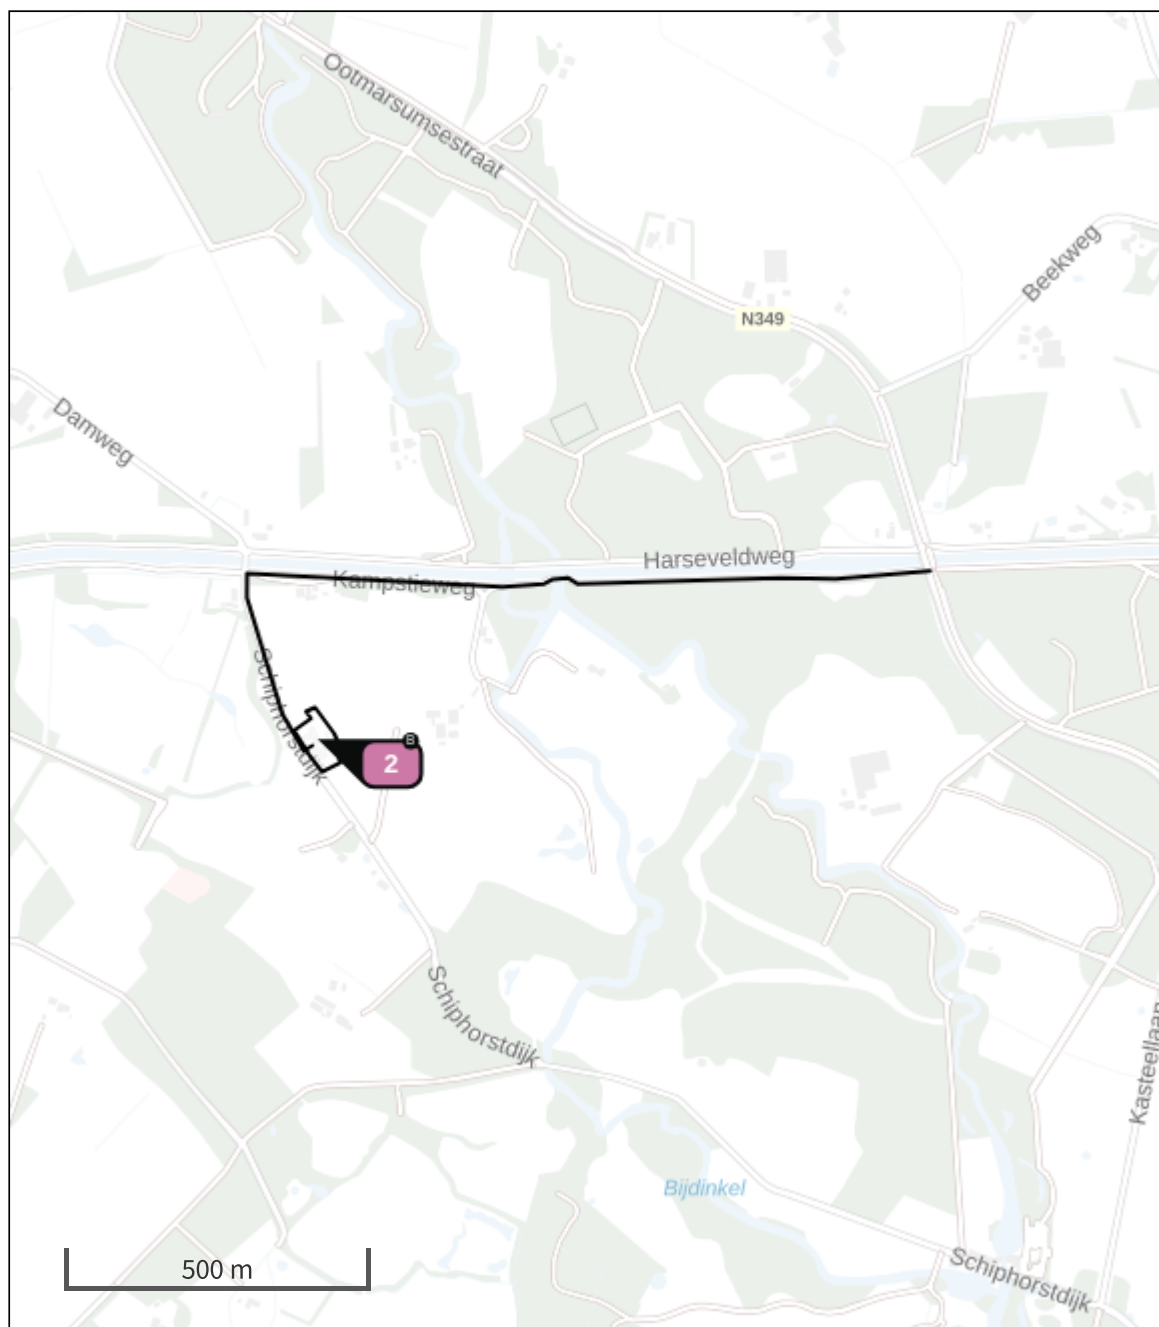 Ootmarsumsestraat
Beekweg
N349
Damweg
Harseveldweg
Kampstieweg
Schiphorstdijk
B
2
Schiphorstdijk
Kasteellaan
Bijdinkel
500 m
Schiphorstdijk